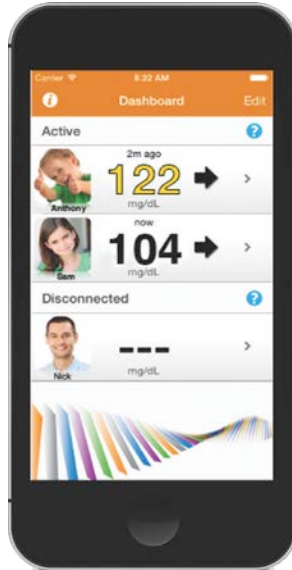 Carrier 8:22 AM
Dashboard Edit
Active
2m ago
122
mg/dL
Anthony
now
104
mg/dL
Sam
Disconnected
---
mg/dL
Nick